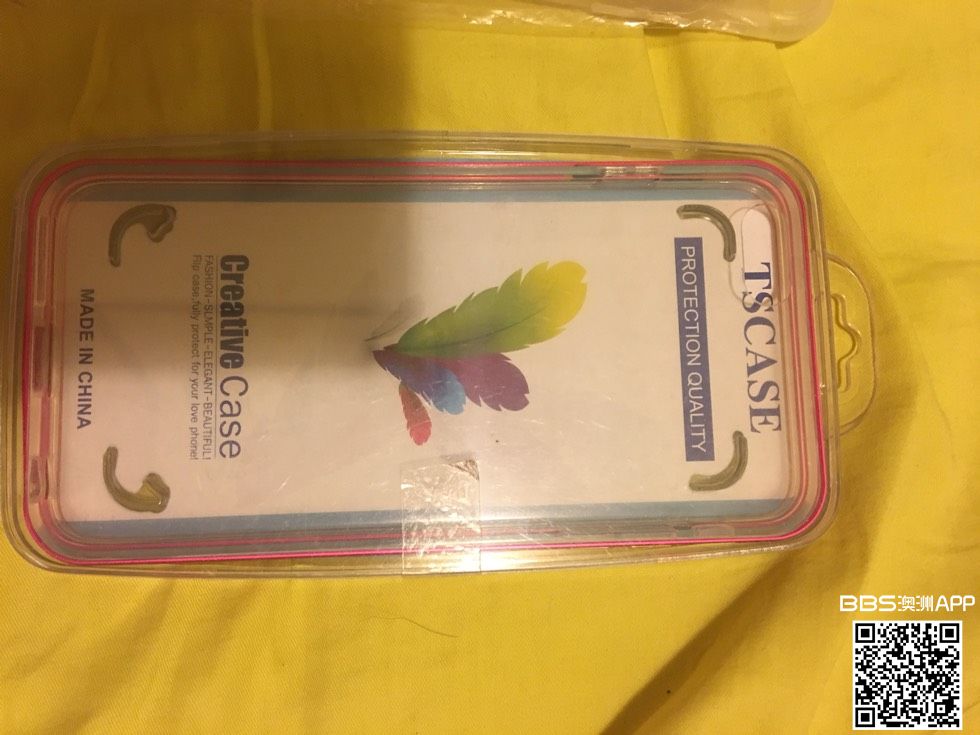 TSCASE
PROTECTION QUALITY
Creative Case
FASHION-SLMPLE-ELEGANT-BEAUTIFUL!
Flip case,fully protect for your love phone!
MADE IN CHINA
BBS澳洲APP